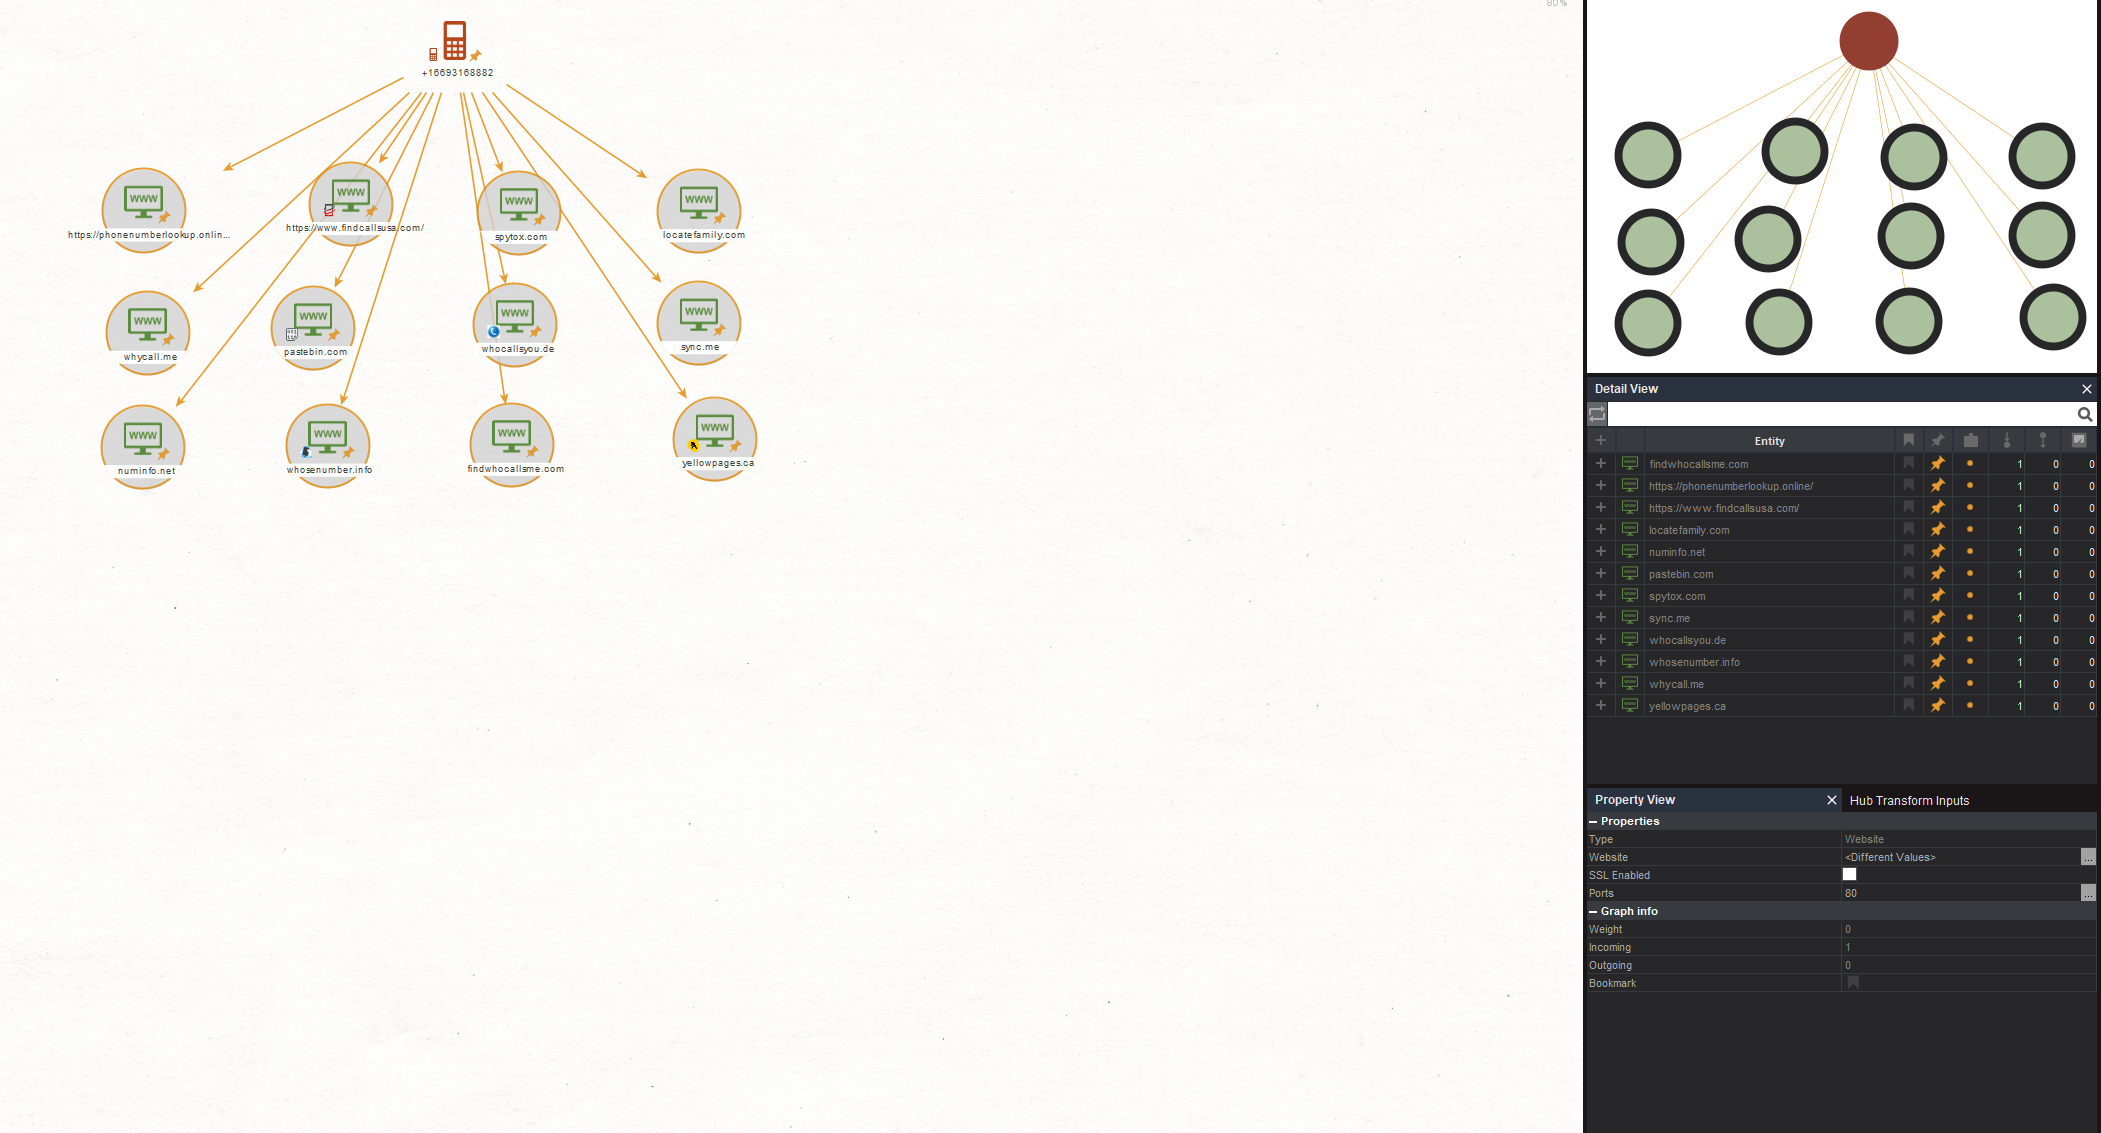 80%
+16693168882
https://phonenumberlookup.onlin...
https://www.findcallsusa.com/
spytox.com
locatefamily.com
whycall.me
pastebin.com
whocallsyou.de
sync.me
numinfo.net
whosenumber.info
findwhocallsme.com
yellowpages.ca
WWW
WWW
WWW
WWW
WWW
WWW
WWW
WWW
WWW
WWW
WWW
WWW
Detail View
Entity
findwhocallsme.com 1 0 0
https://phonenumberlookup.online/ 1 0 0
https://www.findcallsusa.com/ 1 0 0
locatefamily.com 1 0 0
numinfo.net 1 0 0
pastebin.com 1 0 0
spytox.com 1 0 0
sync.me 1 0 0
whocallsyou.de 1 0 0
whosenumber.info 1 0 0
whycall.me 1 0 0
yellowpages.ca 1 0 0
Property View
Hub Transform Inputs
Properties
Type Website
Website <Different Values> ...
SSL Enabled
Ports 80 ...
Graph info
Weight 0
Incoming 1
Outgoing 0
Bookmark